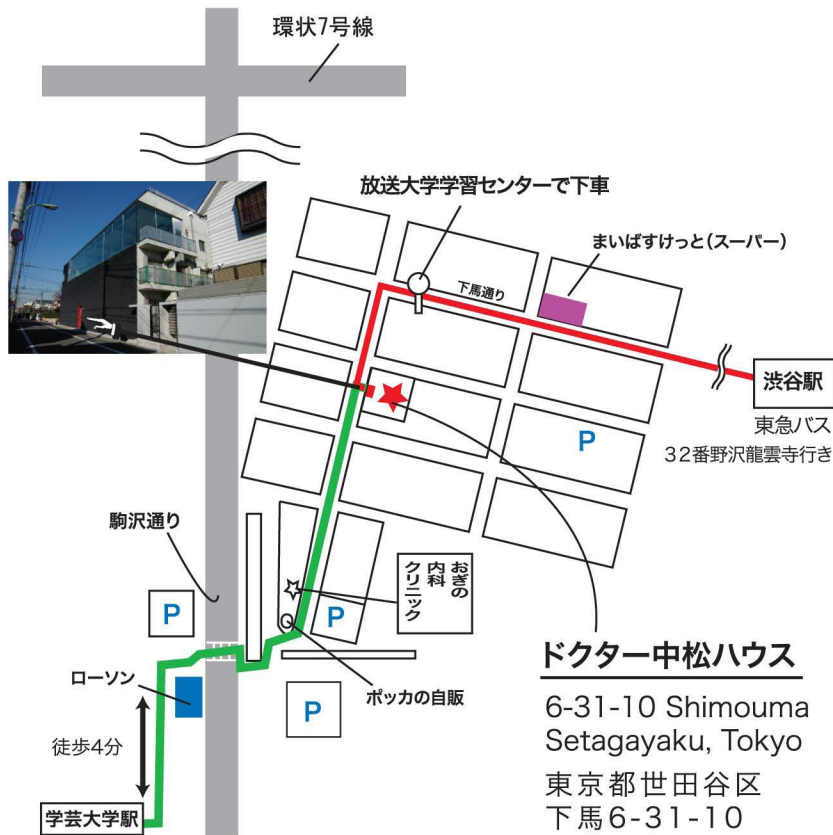 環状7号線
放送大学学習センターで下車
まいばすけっと(スーパー)
下馬通り
渋谷駅
東急バス
32番野沢龍雲寺行き
P
駒沢通り
P
おぎの
内科
クリニック
P
ローソン
ポッカの自販
P
徒歩4分
学芸大学駅
ドクター中松ハウス
6-31-10 Shimouma
Setagayaku, Tokyo
東京都世田谷区
下馬6-31-10